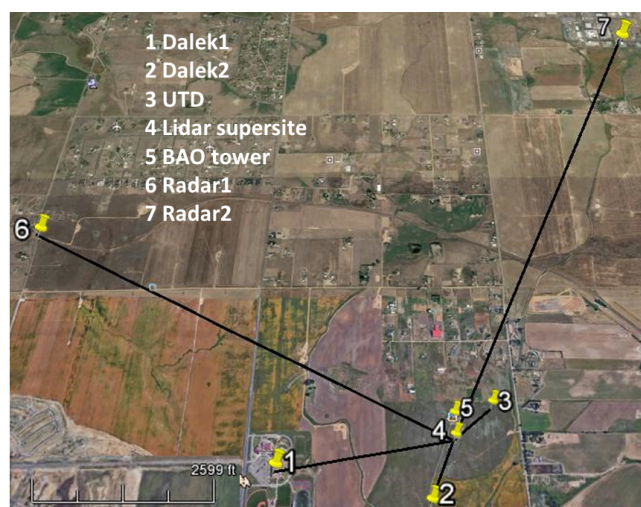 1 Dalek1
2 Dalek2
3 UTD
4 Lidar supersite
5 BAO tower
6 Radar1
7 Radar2
7
6
5
3
4
1
2599 ft
2